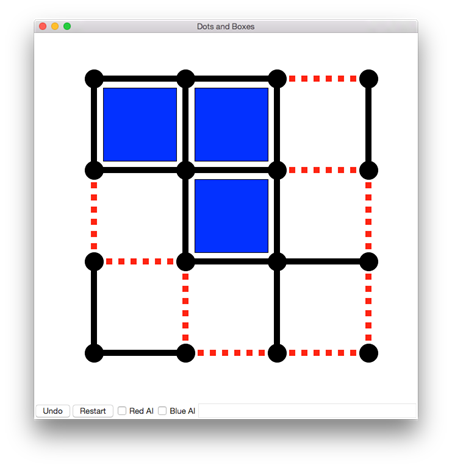 Dots and Boxes
Undo Restart Red AI Blue AI